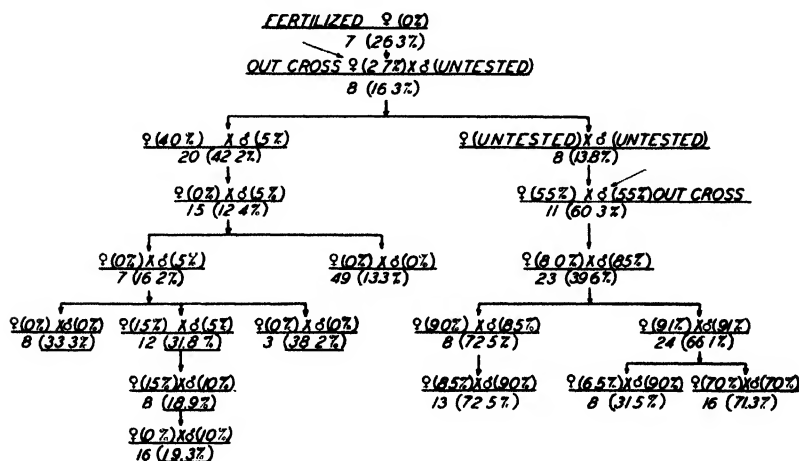 FERTILIZED ♀(0%)
7 (26.3%)
OUT CROSS ♀(2.7%)X♂(UNTESTED)
8 (16.3%)
♀(40%) X♂(5%) ♀(UNTESTED)X♂(UNTESTED)
20 (42.2%) 8 (13.8%)
♀(0%)X♂(5%) ♀(55%)X♂(55%)OUT CROSS
15 (12.4%) 11 (60.3%)
♀(0%)X♂(5%) ♀(0%)X♂(0%) ♀(80%)X♂(85%)
7 (16.2%) 49 (13.3%) 23 (39.6%)
♀(0%)X♂(0%) ♀(15%)X♂(5%) ♀(0%)X♂(0%) ♀(90%)X♂(85%) ♀(91%)X♂(91%)
8 (33.3%) 12 (31.8%) 3 (38.2%) 8 (72.5%) 24 (66.1%)
♀(15%)X♂(10%) ♀(85%)X♂(90%) ♀(65%)X♂(90%) ♀(70%)X♂(70%)
8 (18.9%) 13 (72.5%) 8 (31.5%) 16 (71.3%)
♀(0%)X♂(10%)
16 (19.3%)